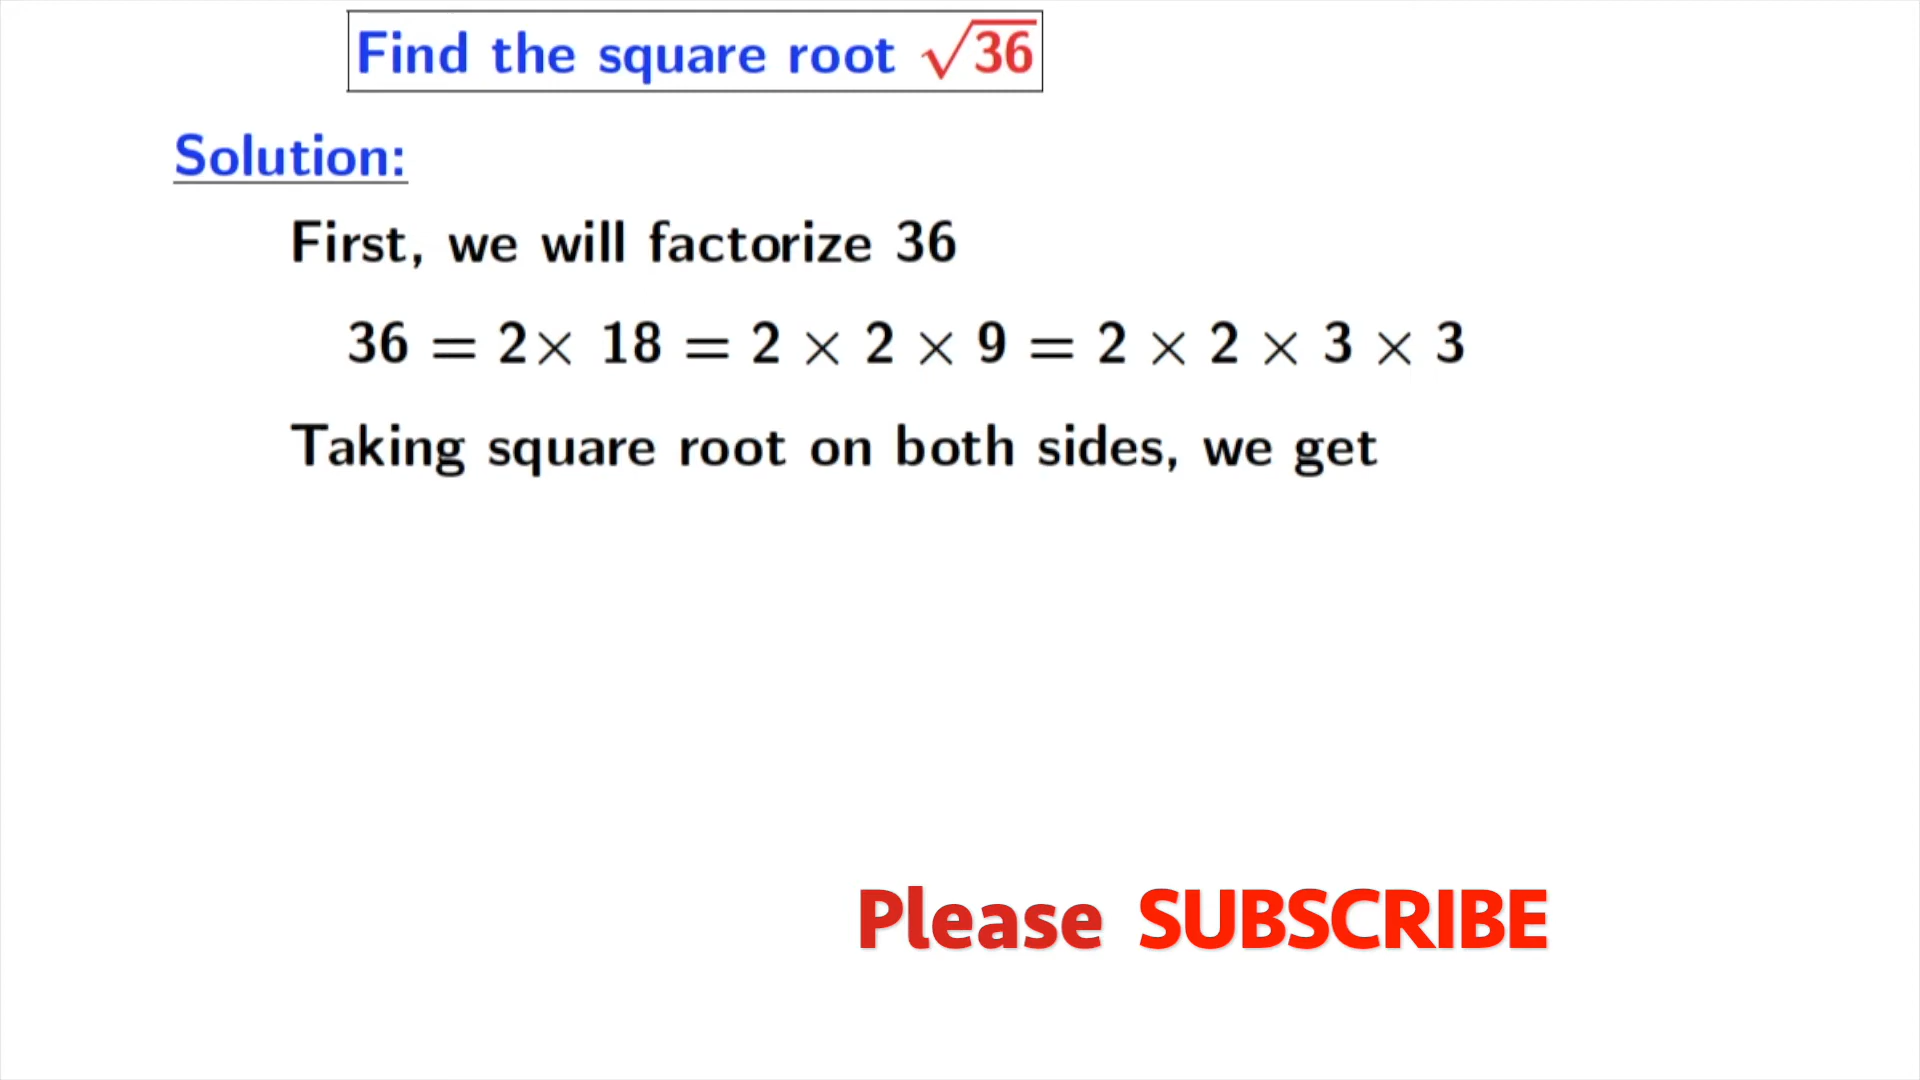 Find the square root √36
Solution:
First, we will factorize 36
36 = 2× 18 = 2 × 2 × 9 = 2 × 2 × 3 × 3
Taking square root on both sides, we get
Please SUBSCRIBE